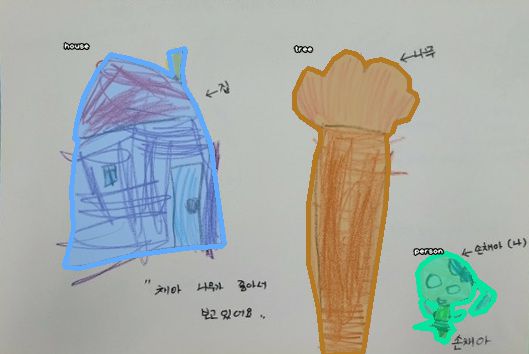 house
tree
person
← 나무
← 집
← 손채아 (나)
" 채아 나무가 좋아서
보고 있어요 "
손채아